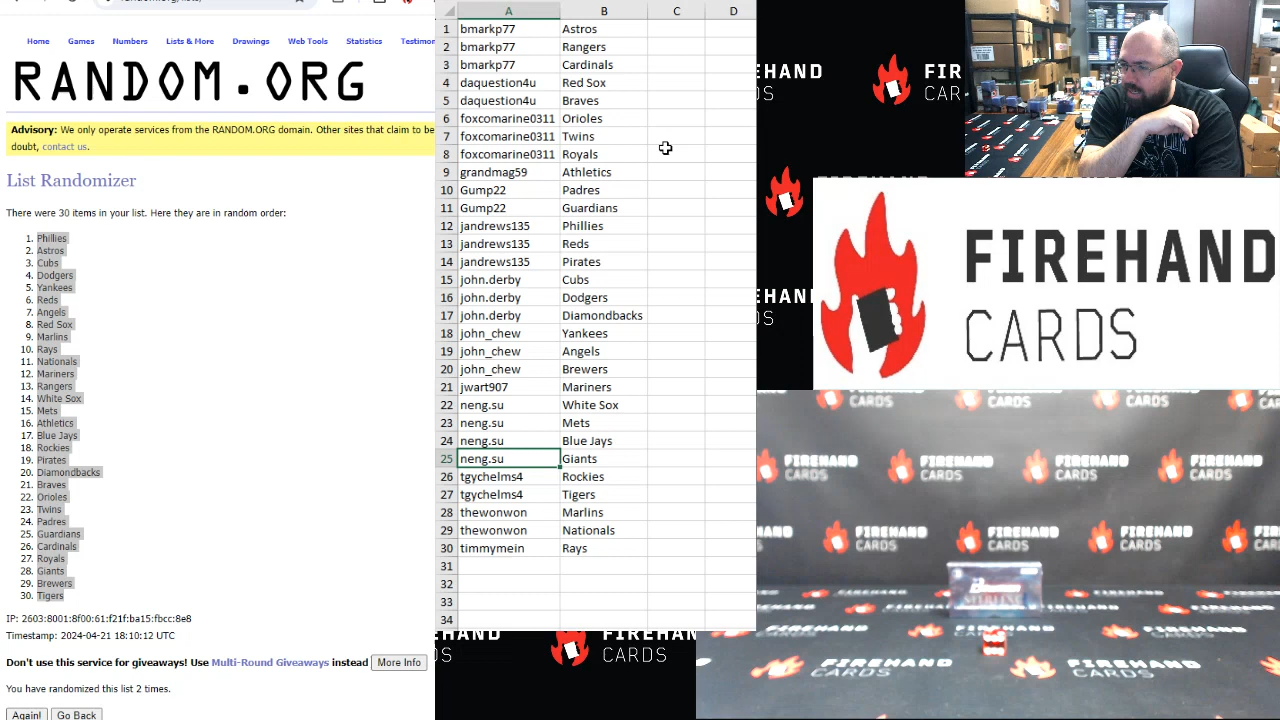 Home Games Numbers Lists & More Drawings Web Tools Statistics Testimor
RANDOM.ORG
Advisory: We only operate services from the RANDOM.ORG domain. Other sites that claim to be
doubt, contact us.
List Randomizer
There were 30 items in your list. Here they are in random order:
1. Phillies
2. Astros
3. Cubs
4. Dodgers
5. Yankees
6. Reds
7. Angels
8. Red Sox
9. Marlins
10. Rays
11. Nationals
12. Mariners
13. Rangers
14. White Sox
15. Mets
16. Athletics
17. Blue Jays
18. Rockies
19. Pirates
20. Diamondbacks
21. Braves
22. Orioles
23. Twins
24. Padres
25. Guardians
26. Cardinals
27. Royals
28. Giants
29. Brewers
30. Tigers
IP: 2603:8001:8f00:61:f21f:ba15:fbcc:8e8
Timestamp: 2024-04-21 18:10:12 UTC
Don't use this service for giveaways! Use Multi-Round Giveaways instead More Info
You have randomized this list 2 times.
Again! Go Back
A B C D
1 bmarkp77 Astros
2 bmarkp77 Rangers
3 bmarkp77 Cardinals
4 daquestion4u Red Sox
5 daquestion4u Braves
6 foxcomarine0311 Orioles
7 foxcomarine0311 Twins
8 foxcomarine0311 Royals
9 grandmag59 Athletics
10 Gump22 Padres
11 Gump22 Guardians
12 jandrews135 Phillies
13 jandrews135 Reds
14 jandrews135 Pirates
15 john.derby Cubs
16 john.derby Dodgers
17 john.derby Diamondbacks
18 john_chew Yankees
19 john_chew Angels
20 john_chew Brewers
21 jwart907 Mariners
22 neng.su White Sox
23 neng.su Mets
24 neng.su Blue Jays
25 neng.su Giants
26 tgychelms4 Rockies
27 tgychelms4 Tigers
28 thewonwon Marlins
29 thewonwon Nationals
30 timmymein Rays
31
32
33
34
FIREHAND
CARDS